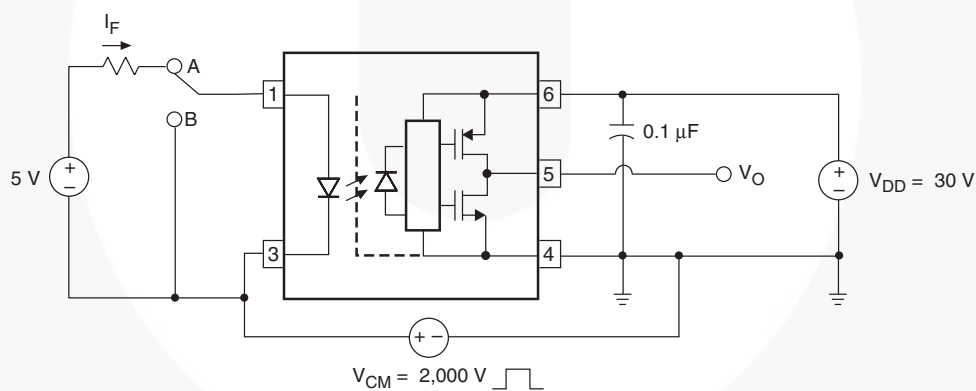 I_F
A
B
5 V
+
−
1
3
6
5
4
0.1 µF
V_O
+
−
V_DD = 30 V
+ −
V_CM = 2,000 V